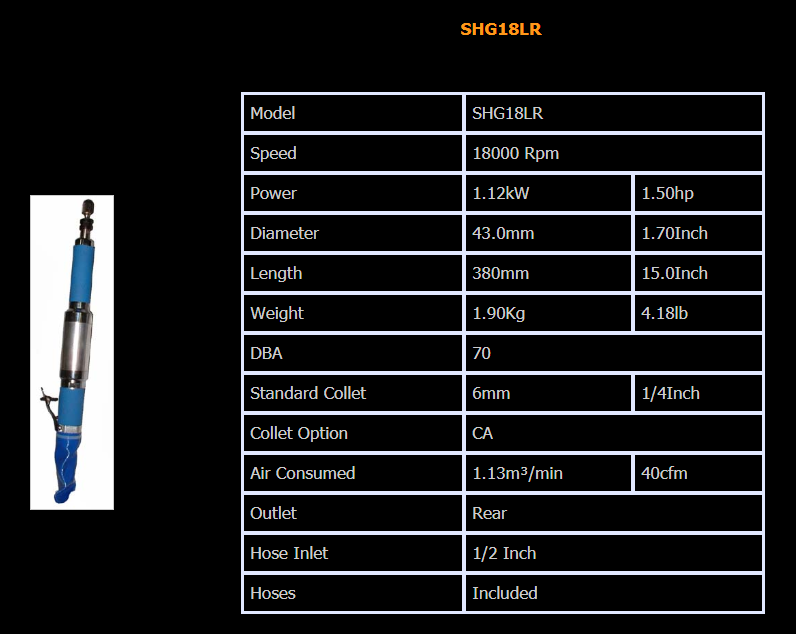 SHG18LR
Model SHG18LR
Speed 18000 Rpm
Power 1.12kW 1.50hp
Diameter 43.0mm 1.70Inch
Length 380mm 15.0Inch
Weight 1.90Kg 4.18lb
DBA 70
Standard Collet 6mm 1/4Inch
Collet Option CA
Air Consumed 1.13m³/min 40cfm
Outlet Rear
Hose Inlet 1/2 Inch
Hoses Included